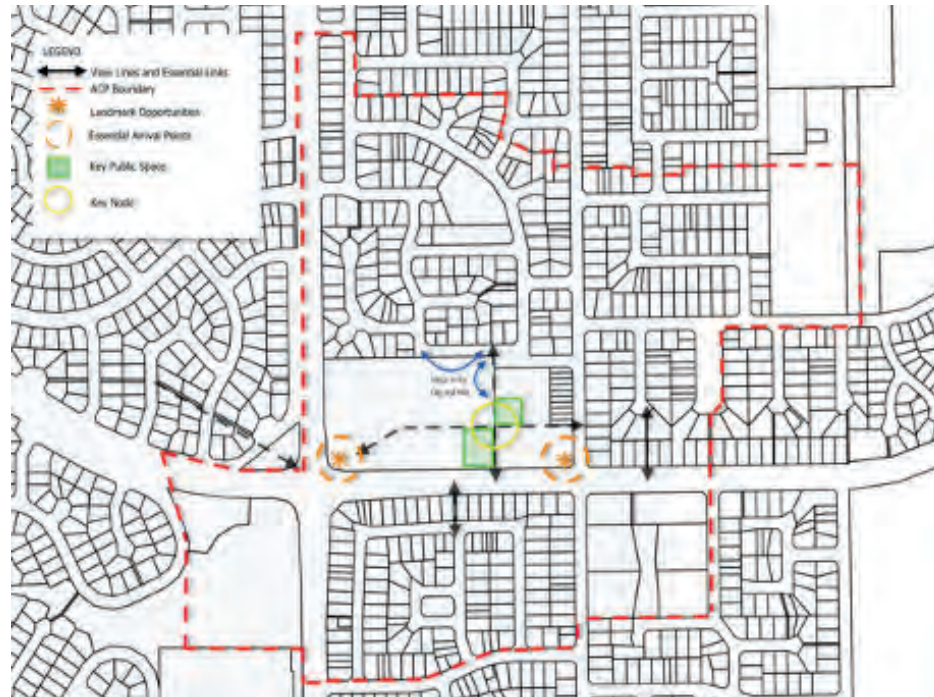 LEGEND
View Lines and Essential Links
ACP Boundary
Landmark Opportunities
Essential Arrival Points
Key Public Space
Key Node